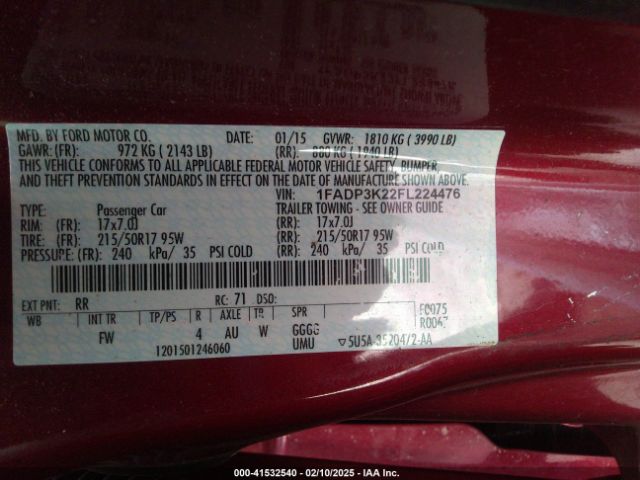 MFD. BY FORD MOTOR CO. DATE: 01/15 GVWR: 1810 KG ( 3990 LB)
GAWR: (FR): 972 KG ( 2143 LB) (RR): 880 KG ( 1940 LB)
THIS VEHICLE CONFORMS TO ALL APPLICABLE FEDERAL MOTOR VEHICLE SAFETY, BUMPER,
AND THEFT PREVENTION STANDARDS IN EFFECT ON THE DATE OF MANUFACTURE SHOWN ABOVE.
VIN: 1FADP3K22FL224476
TYPE: Passenger Car TRAILER TOWING - SEE OWNER GUIDE
RIM: (FR) 17x7.0J (RR) 17x7.0J
TIRE: (FR) 215/50R17 95W (RR) 215/50R17 95W
PRESSURE: (FR) 240 kPa/ 35 PSI COLD (RR) 240 kPa/ 35 PSI COLD
EXT PNT: RR RC: 71 DSO:
WB INT TR TP/PS R AXLE TR SPR
FW 4 AU W GGGG
UMU
1201501246060 ▽5U5A-35204/2-AA
000-41532540 - 02/10/2025 - IAA Inc.